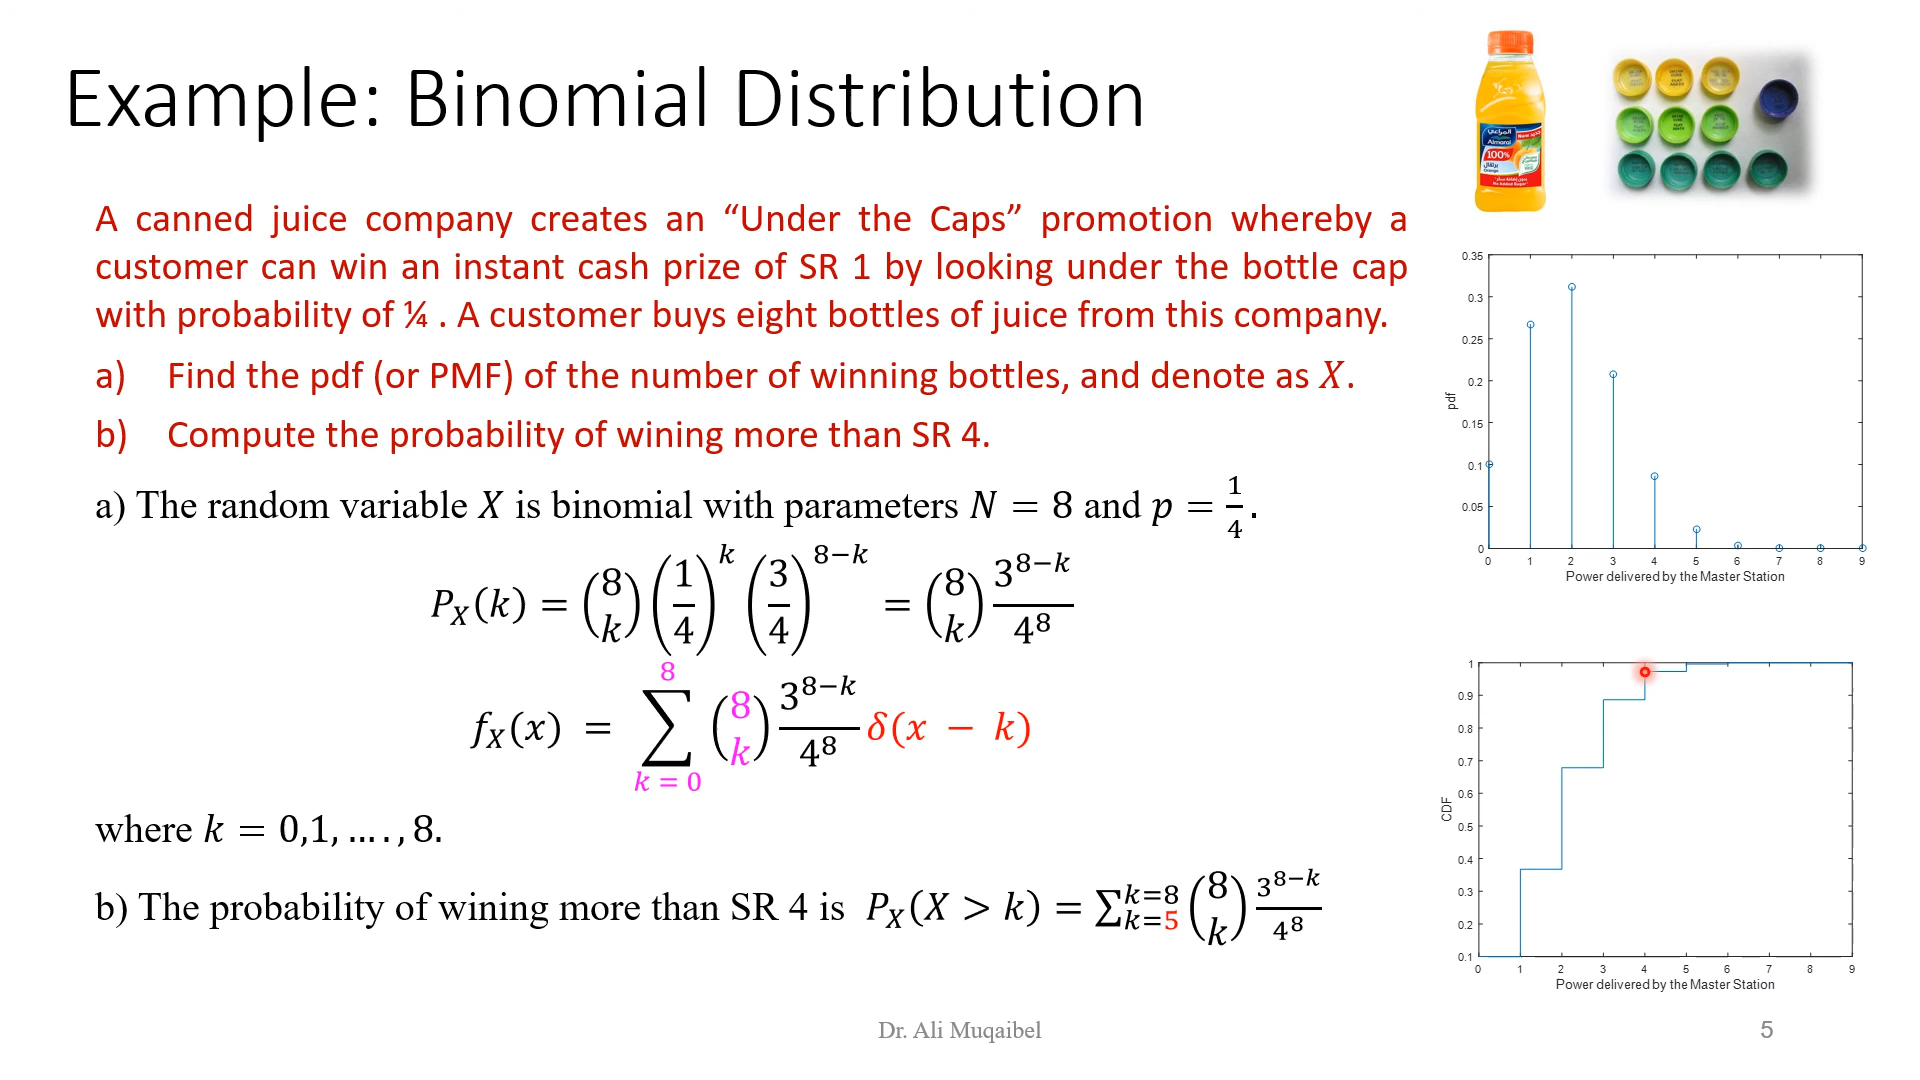 Example: Binomial Distribution
A canned juice company creates an “Under the Caps” promotion whereby a
customer can win an instant cash prize of SR 1 by looking under the bottle cap
with probability of ¼ . A customer buys eight bottles of juice from this company.
a) Find the pdf (or PMF) of the number of winning bottles, and denote as X.
b) Compute the probability of wining more than SR 4.
a) The random variable X is binomial with parameters N = 8 and p = 1/4.
P_X(k) = (8 k) (1/4)^k (3/4)^(8−k) = (8 k) 3^(8−k)/4^8
f_X(x) = ∑_(k = 0)^8 (8 k) 3^(8−k)/4^8 δ(x − k)
where k = 0,1, … . , 8.
b) The probability of wining more than SR 4 is P_X(X > k) = ∑_(k=5)^(k=8) (8 k) 3^(8−k)/4^8
المراعي
Almarai
100%
Orange
0.35
0.3
0.25
0.2
0.15
0.1
0.05
0
pdf
0 1 2 3 4 5 6 7 8 9
Power delivered by the Master Station
1
0.9
0.8
0.7
0.6
0.5
0.4
0.3
0.2
0.1
CDF
0 1 2 3 4 5 6 7 8 9
Power delivered by the Master Station
Dr. Ali Muqaibel
5